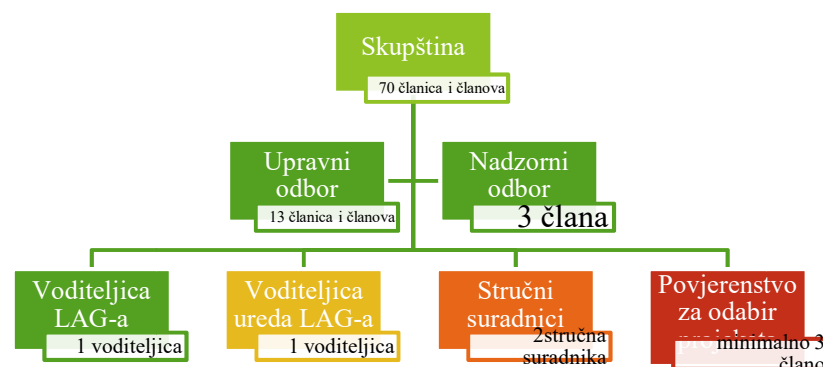 Skupština
70 članica i članova
Upravni
odbor
13 članica i članova
Nadzorni
odbor
3 člana
Voditeljica
LAG-a
1 voditeljica
Voditeljica
ureda LAG-a
1 voditeljica
Stručni
suradnici
2stručna
suradnika
Povjerenstvo
za odabir
minimalno 3